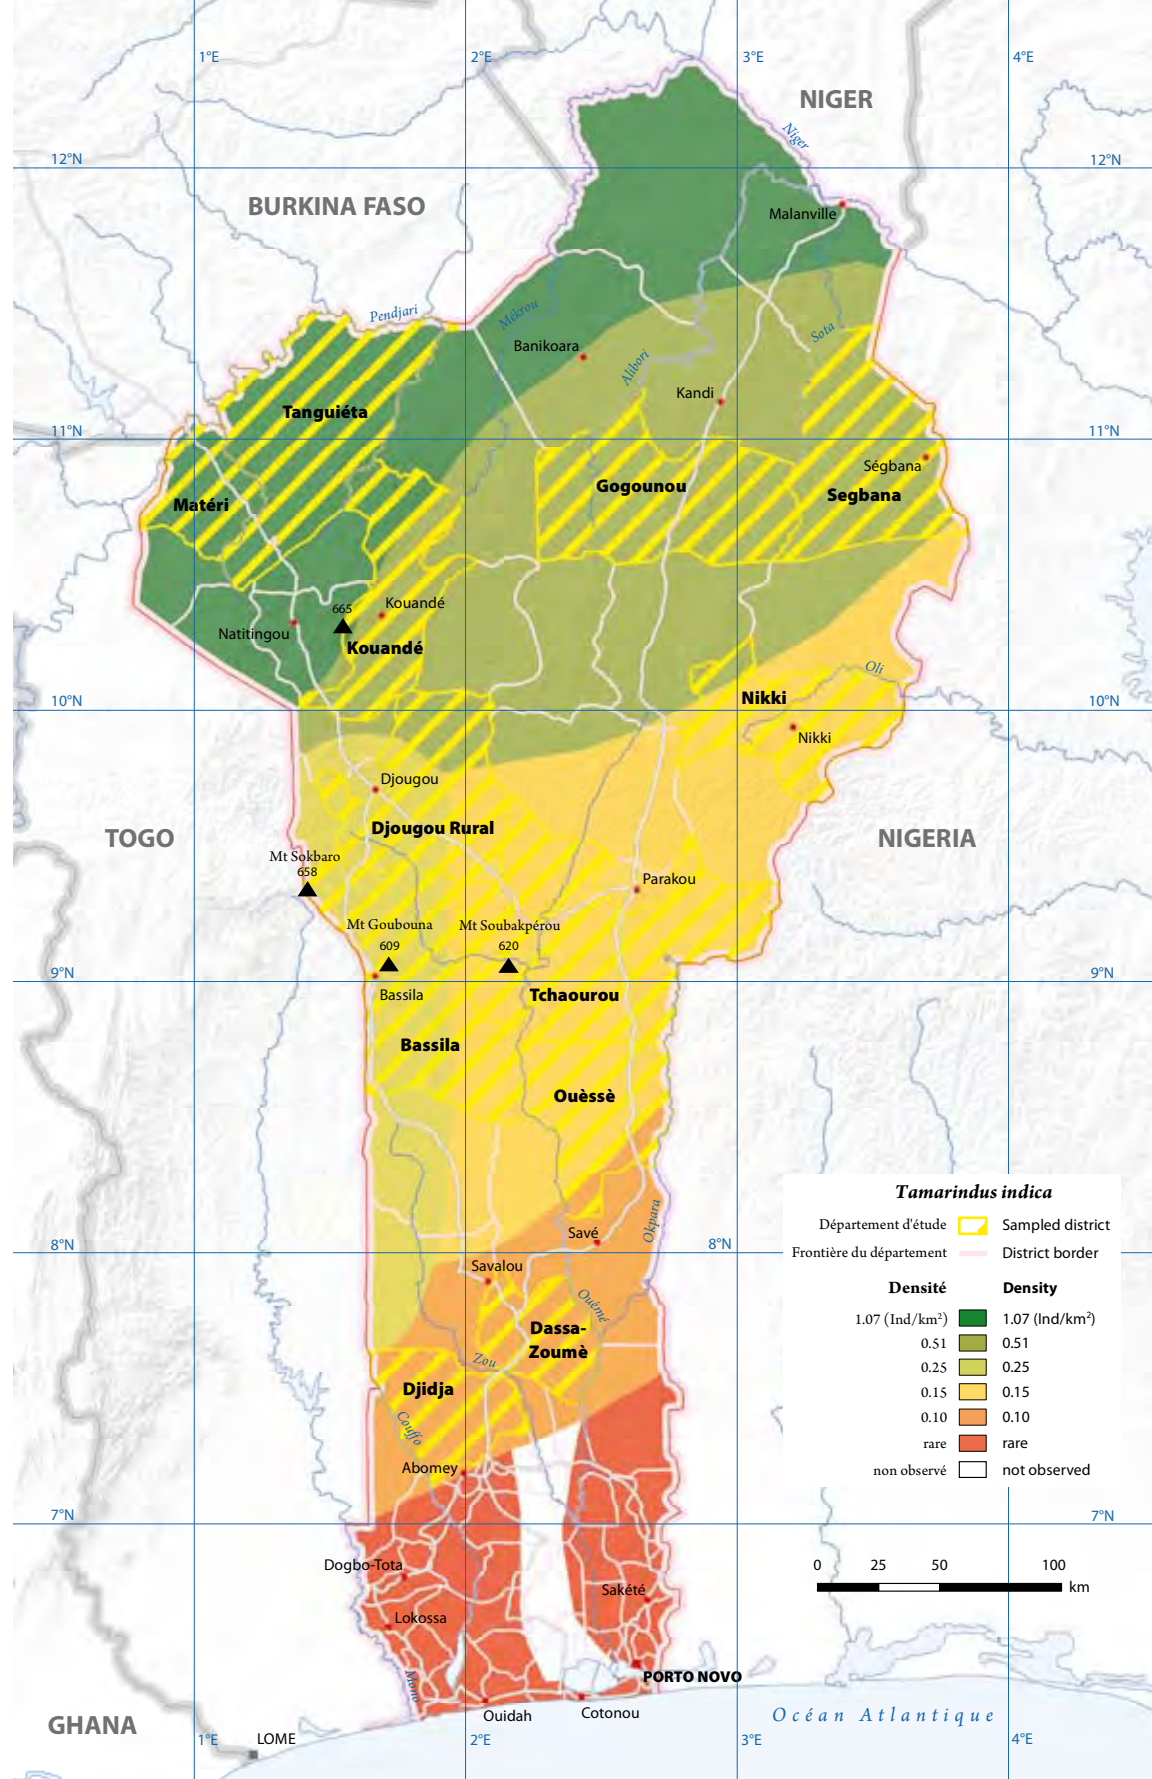 1°E
2°E
3°E
4°E
NIGER
Niger
12°N
12°N
BURKINA FASO
Malanville
Pendjari
Mékrou
Sota
Banikoara
Alibori
Kandi
Tanguiéta
11°N
11°N
Ségbana
Gogounou
Segbana
Matéri
665
Kouandé
Natitingou
Kouandé
Oli
10°N
Nikki
10°N
Nikki
Djougou
TOGO
Djougou Rural
NIGERIA
Mt Sokbaro
658
Parakou
Mt Goubouna
609
Mt Soubakpérou
620
9°N
9°N
Bassila
Tchaourou
Bassila
Ouèssè
Tamarindus indica
Département d'étude
Sampled district
Frontière du département
District border
Densité
Density
1.07 (Ind/km²)
1.07 (Ind/km²)
0.51
0.51
0.25
0.25
0.15
0.15
0.10
0.10
rare
rare
non observé
not observed
Okpara
Savé
8°N
8°N
Savalou
Ouémé
Dassa-
Zoumè
Zou
Djidja
Couffo
Abomey
7°N
7°N
0 25 50 100
km
Dogbo-Tota
Sakété
Lokossa
Mono
PORTO NOVO
Ouidah
Cotonou
Océan Atlantique
GHANA
LOME
1°E
2°E
3°E
4°E